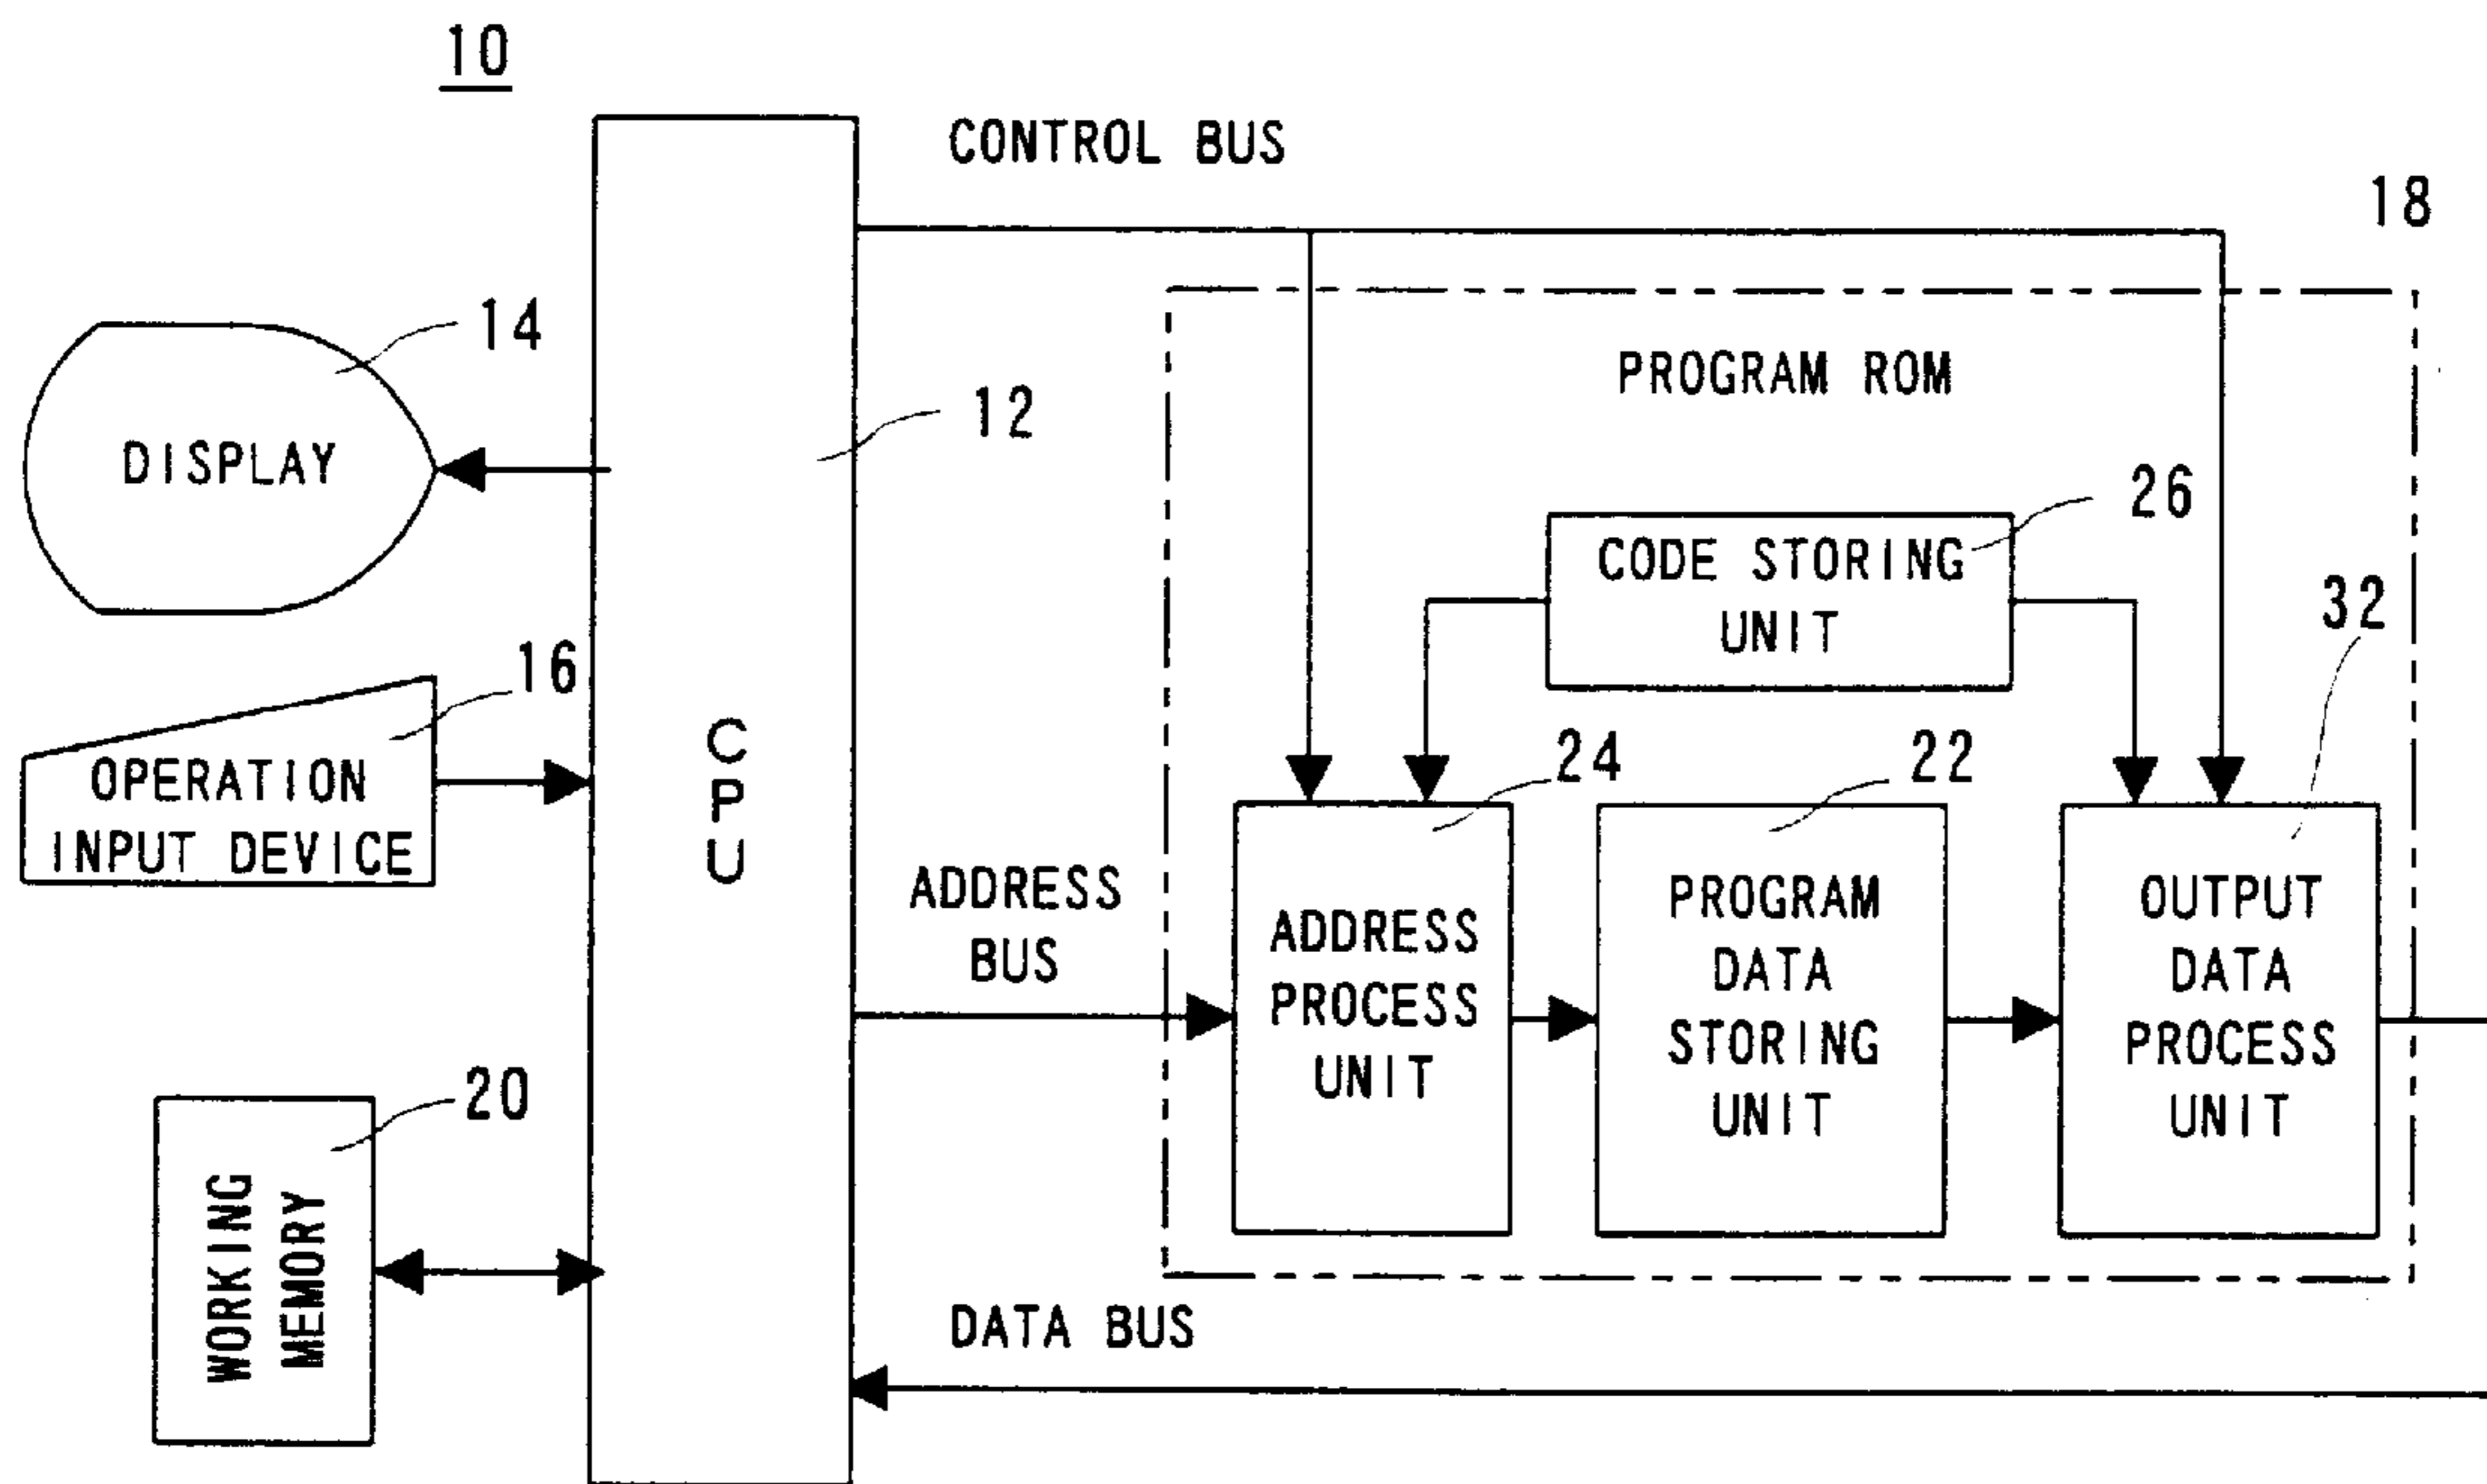 10
CONTROL BUS
18
14
PROGRAM ROM
12
DISPLAY
26
CODE STORING
UNIT
32
16
OPERATION
INPUT DEVICE
CPU
24
22
ADDRESS
BUS
ADDRESS
PROCESS
UNIT
PROGRAM
DATA
STORING
UNIT
OUTPUT
DATA
PROCESS
UNIT
20
WORKING
MEMORY
DATA BUS